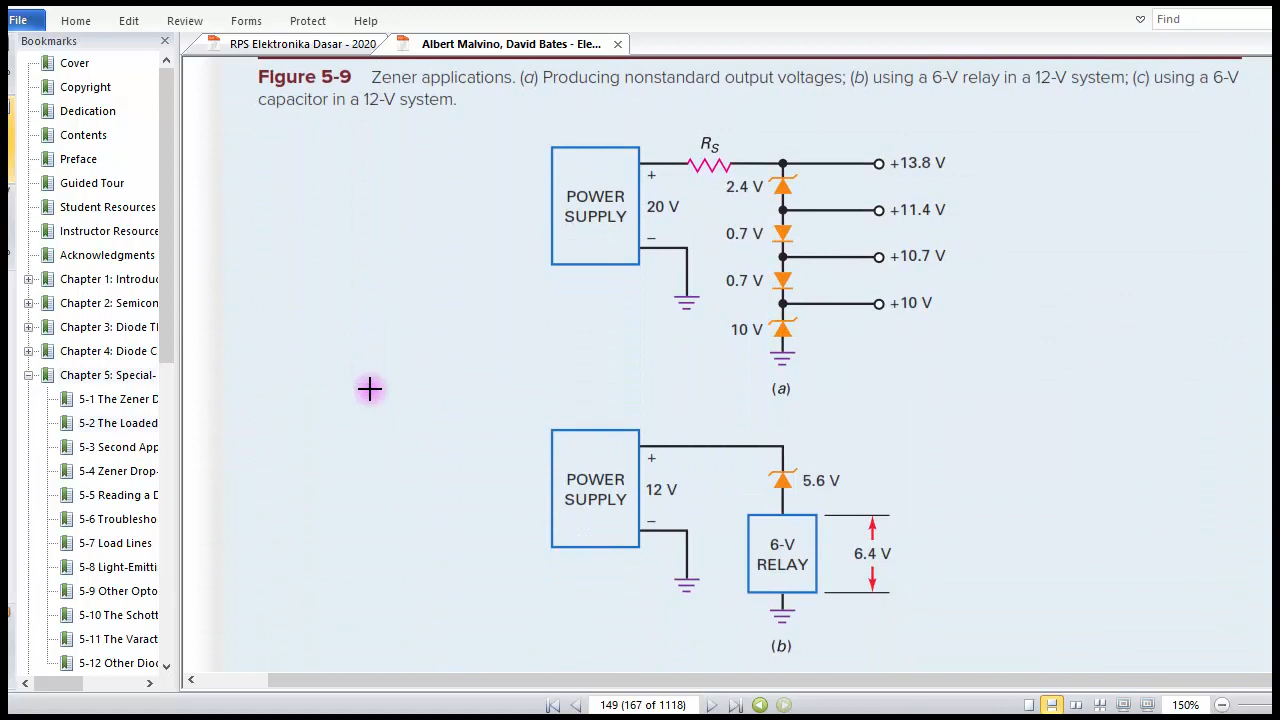 File Home Edit Review Forms Protect Help
Find
Bookmarks
RPS Elektronika Dasar - 2020
Albert Malvino, David Bates - Ele...
Cover
Copyright
Dedication
Contents
Preface
Guided Tour
Student Resources
Instructor Resource
Acknowledgments
Chapter 1: Introduc
Chapter 2: Semicon
Chapter 3: Diode Tl
Chapter 4: Diode C
Chapter 5: Special-
5-1 The Zener D
5-2 The Loaded
5-3 Second App
5-4 Zener Drop-
5-5 Reading a D
5-6 Troublesho
5-7 Load Lines
5-8 Light-Emitti
5-9 Other Opto
5-10 The Schott
5-11 The Varact
5-12 Other Diod
Figure 5-9 Zener applications. (a) Producing nonstandard output voltages; (b) using a 6-V relay in a 12-V system; (c) using a 6-V
capacitor in a 12-V system.
RS
POWER
SUPPLY
+
20 V
−
2.4 V
0.7 V
0.7 V
10 V
+13.8 V
+11.4 V
+10.7 V
+10 V
(a)
POWER
SUPPLY
+
12 V
−
5.6 V
6-V
RELAY
6.4 V
(b)
149 (167 of 1118)
150%